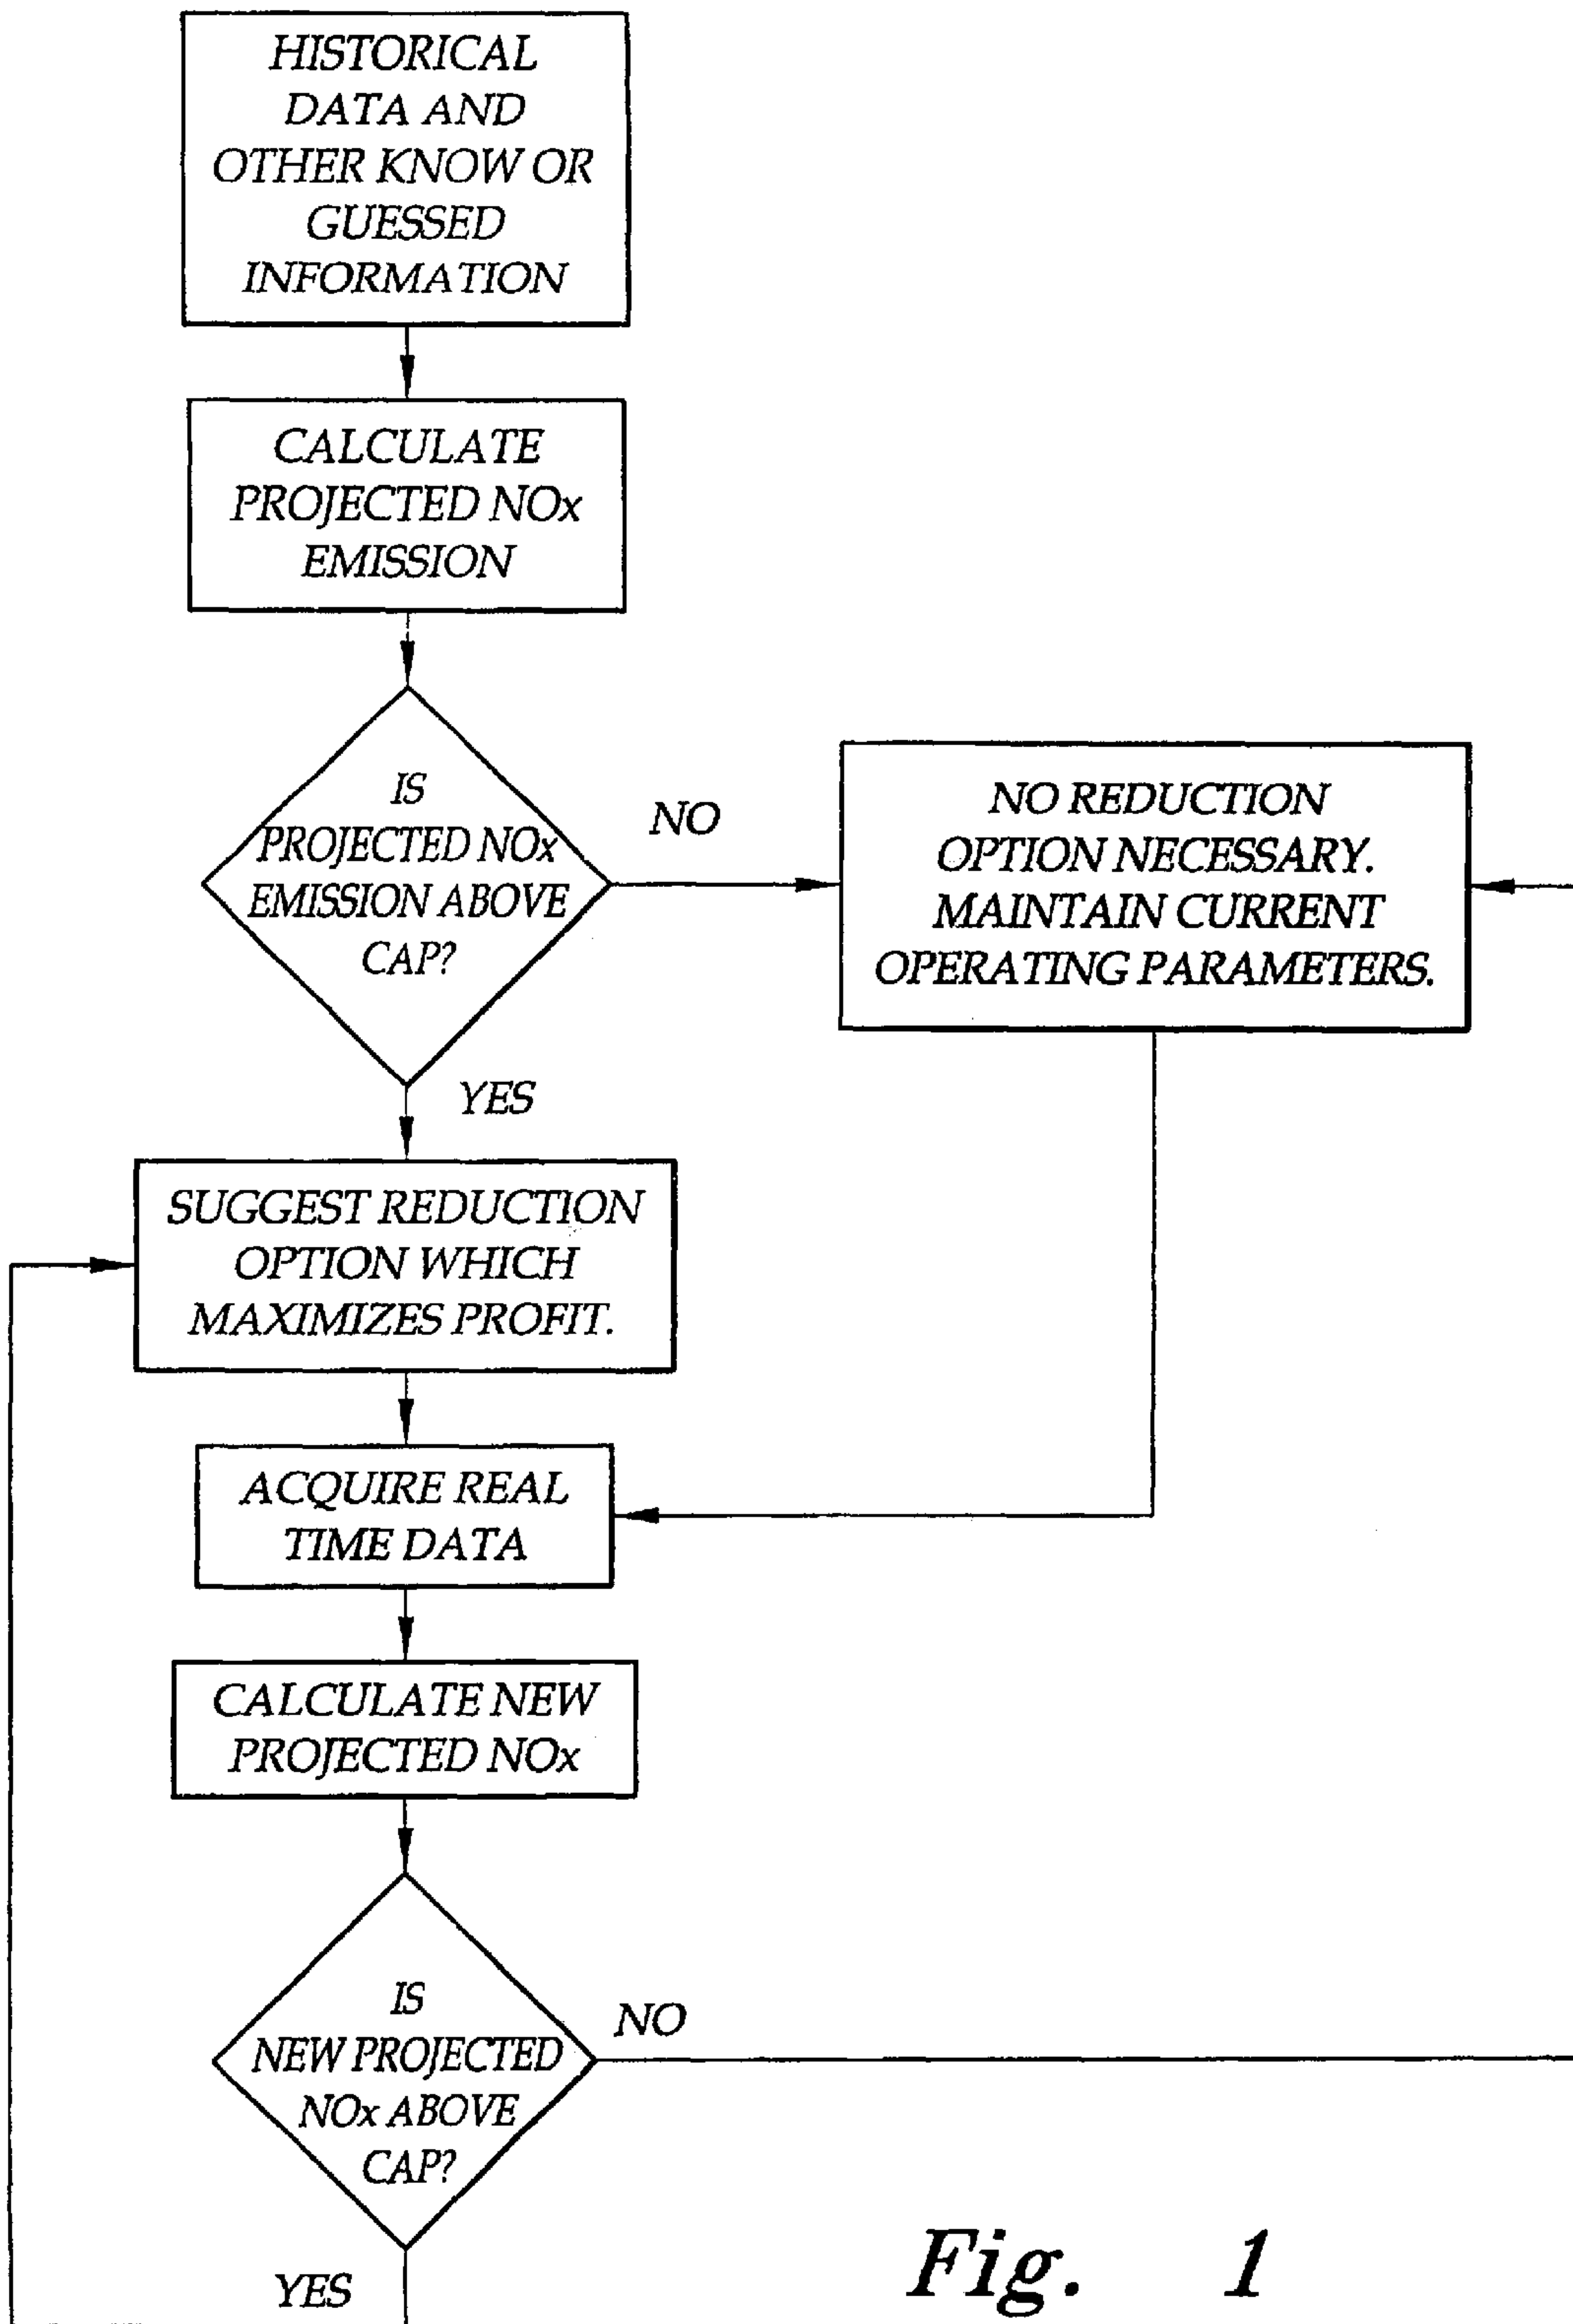 HISTORICAL
DATA AND
OTHER KNOW OR
GUESSED
INFORMATION
CALCULATE
PROJECTED NOx
EMISSION
IS
PROJECTED NOx
EMISSION ABOVE
CAP?
NO
NO REDUCTION
OPTION NECESSARY.
MAINTAIN CURRENT
OPERATING PARAMETERS.
YES
SUGGEST REDUCTION
OPTION WHICH
MAXIMIZES PROFIT.
ACQUIRE REAL
TIME DATA
CALCULATE NEW
PROJECTED NOx
IS
NEW PROJECTED
NOx ABOVE
CAP?
NO
YES
Fig. 1